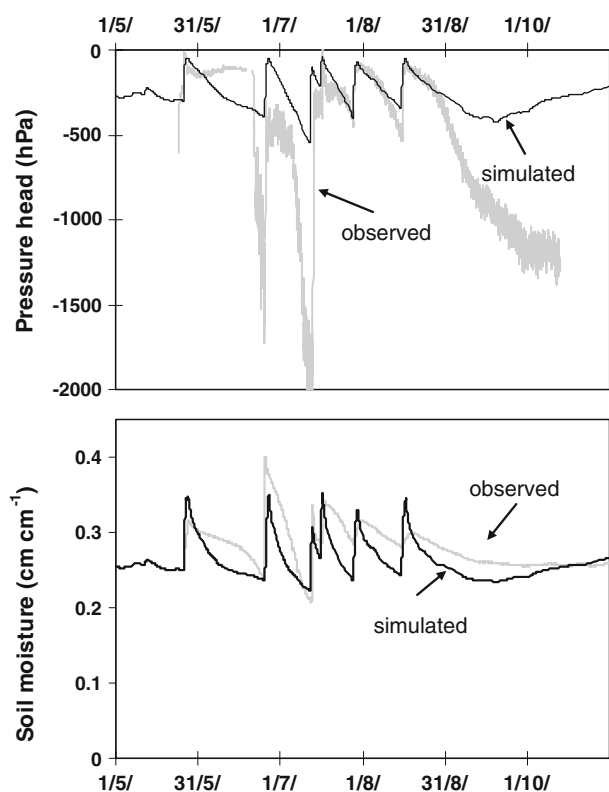 1/5/ 31/5/ 1/7/ 1/8/ 31/8/ 1/10/
0
-500
-1000
-1500
-2000
Pressure head (hPa)
simulated
observed
0.4
0.3
0.2
0.1
0
Soil moisture (cm cm⁻¹)
observed
simulated
1/5/ 31/5/ 1/7/ 1/8/ 31/8/ 1/10/